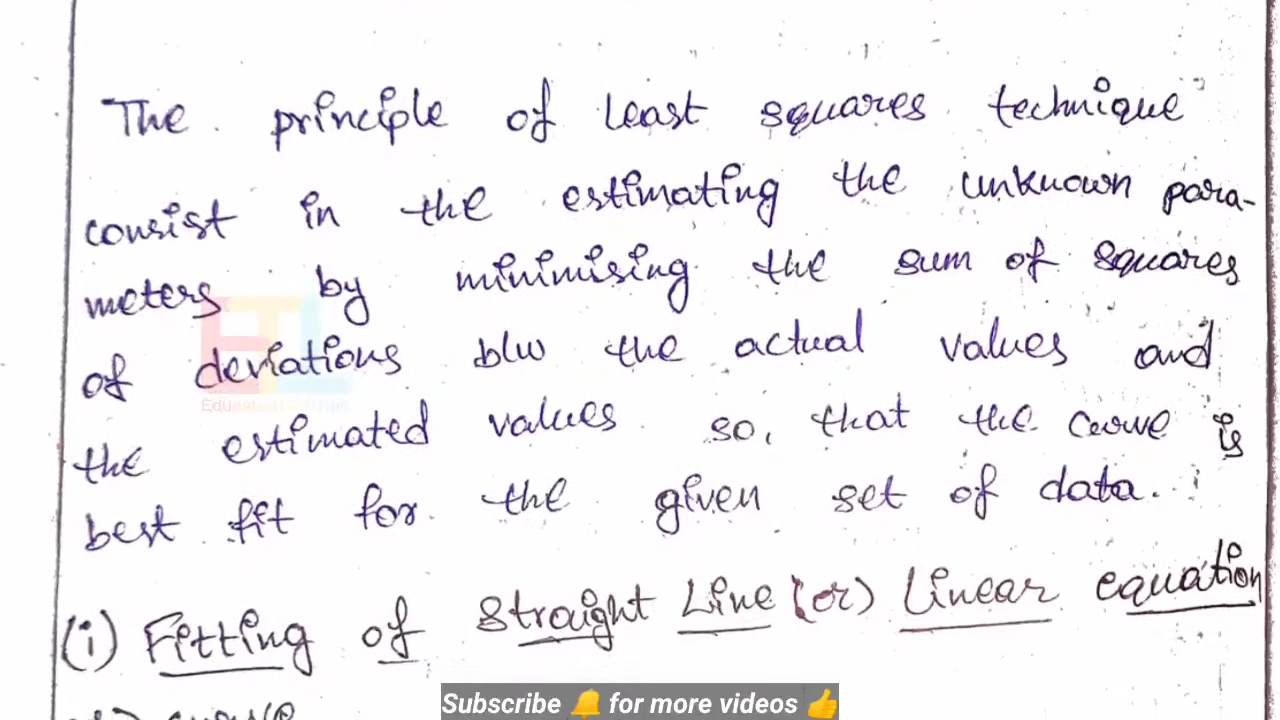 The principle of least squares technique
consist in the estimating the unknown para-
meters by minimising the sum of squares
of deviations b/w the actual values and
the estimated values so, that the curve is
best fit for the given set of data.
(i) Fitting of Straight Line (or) Linear equation
Subscribe 🔔 for more videos 👍